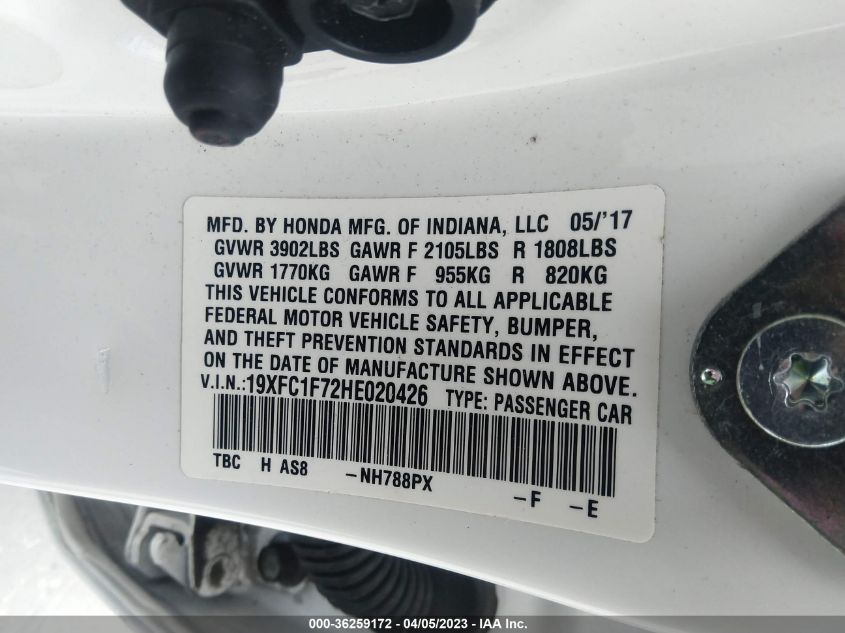 MFD. BY HONDA MFG. OF INDIANA, LLC 05/'17
GVWR 3902LBS GAWR F 2105LBS R 1808LBS
GVWR 1770KG GAWR F 955KG R 820KG
THIS VEHICLE CONFORMS TO ALL APPLICABLE
FEDERAL MOTOR VEHICLE SAFETY, BUMPER,
AND THEFT PREVENTION STANDARDS IN EFFECT
ON THE DATE OF MANUFACTURE SHOWN ABOVE.
V.I.N.:19XFC1F72HE020426 TYPE: PASSENGER CAR
TBC H AS8 -NH788PX -F -E
000-36259172 - 04/05/2023 - IAA Inc.